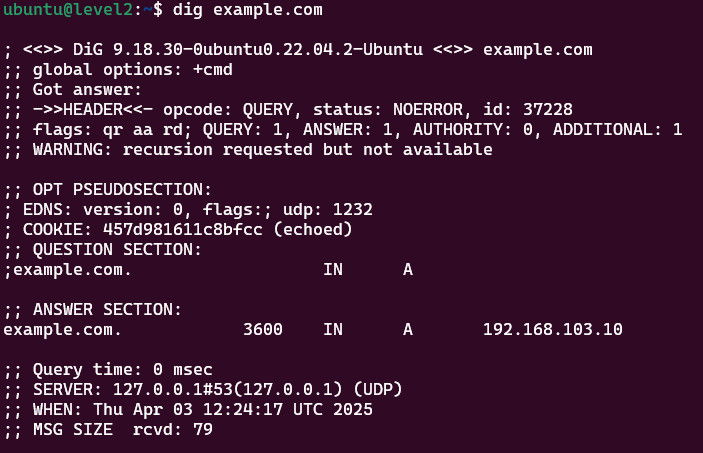 ubuntu@level2:~$ dig example.com
; <<>> DiG 9.18.30-0ubuntu0.22.04.2-Ubuntu <<>> example.com
;; global options: +cmd
;; Got answer:
;; ->>HEADER<<- opcode: QUERY, status: NOERROR, id: 37228
;; flags: qr aa rd; QUERY: 1, ANSWER: 1, AUTHORITY: 0, ADDITIONAL: 1
;; WARNING: recursion requested but not available
;; OPT PSEUDOSECTION:
; EDNS: version: 0, flags:; udp: 1232
; COOKIE: 457d981611c8bfcc (echoed)
;; QUESTION SECTION:
;example.com. IN A
;; ANSWER SECTION:
example.com. 3600 IN A 192.168.103.10
;; Query time: 0 msec
;; SERVER: 127.0.0.1#53(127.0.0.1) (UDP)
;; WHEN: Thu Apr 03 12:24:17 UTC 2025
;; MSG SIZE rcvd: 79